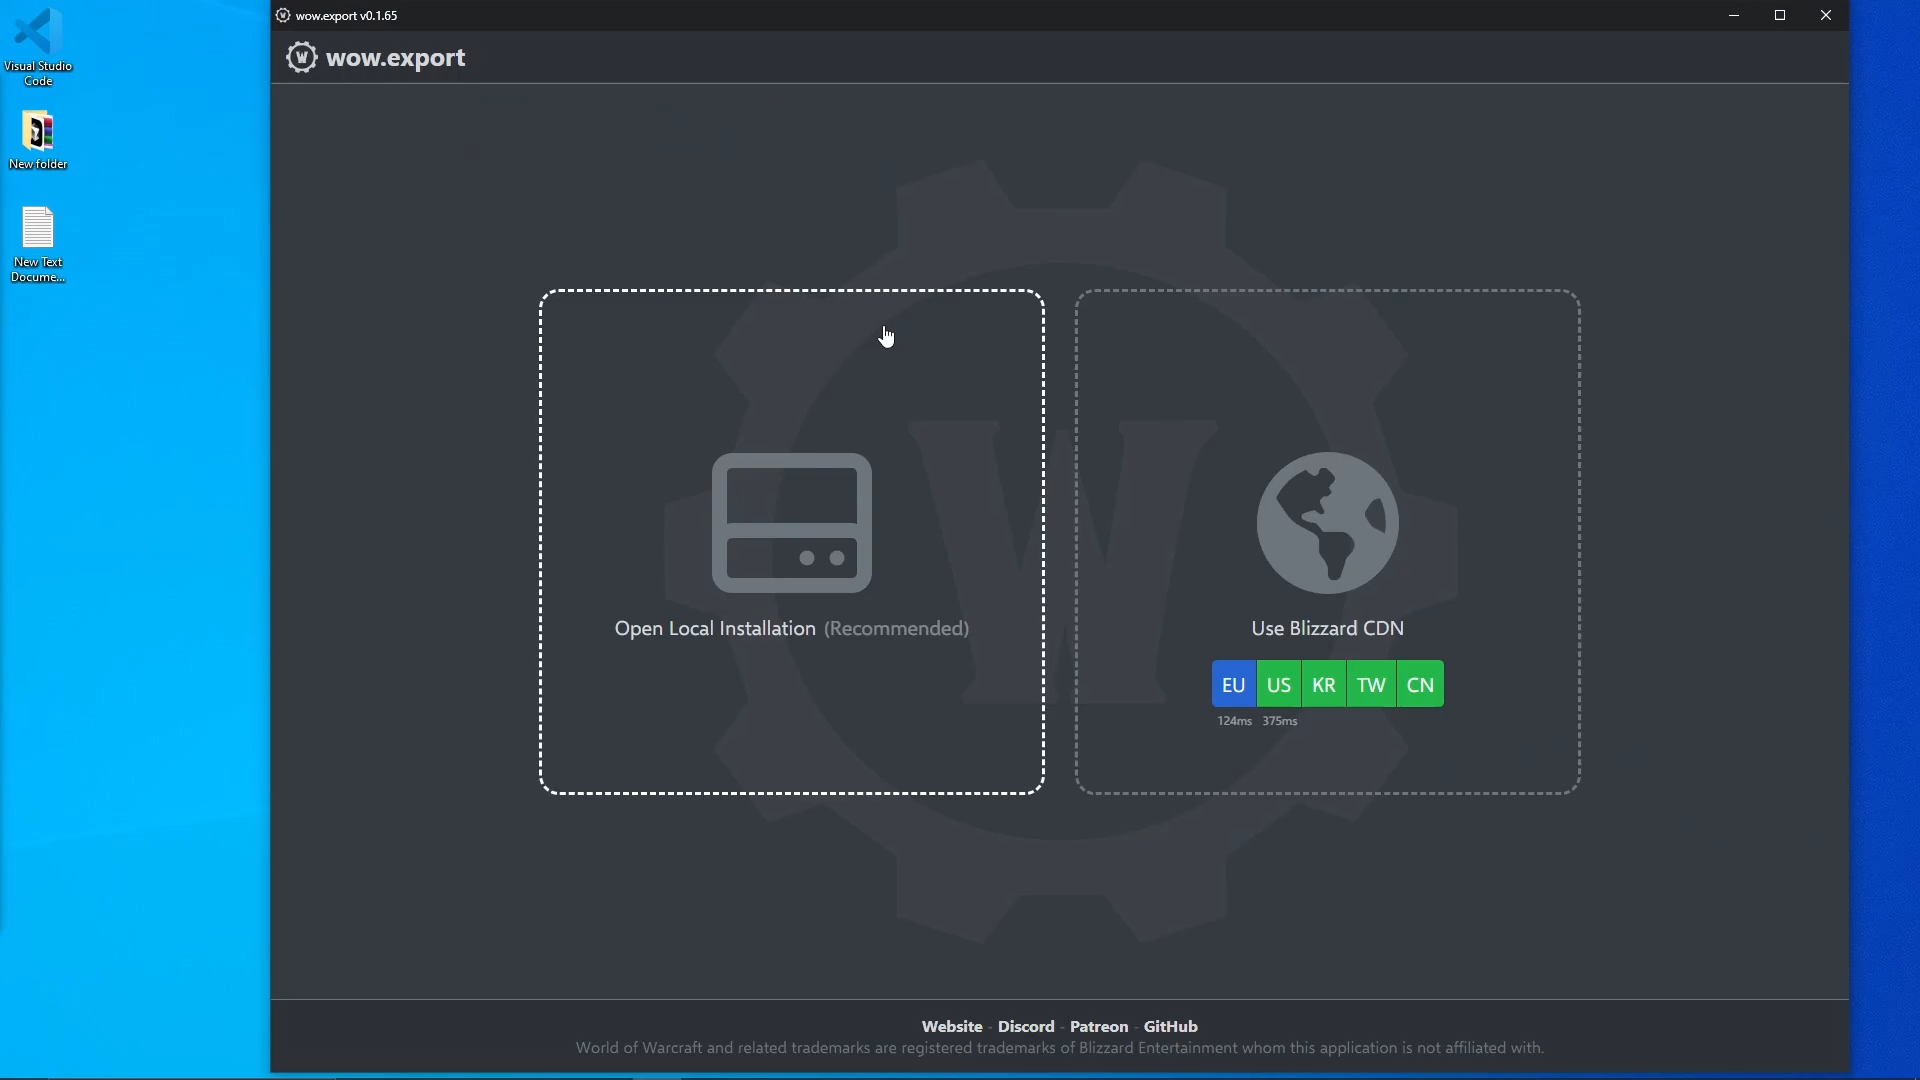 Visual Studio
Code
New folder
New Text
Docume...
wow.export v0.1.65
W wow.export
W
Open Local Installation (Recommended)
Use Blizzard CDN
EU US KR TW CN
124ms 375ms
Website - Discord - Patreon - GitHub
World of Warcraft and related trademarks are registered trademarks of Blizzard Entertainment whom this application is not affiliated with.